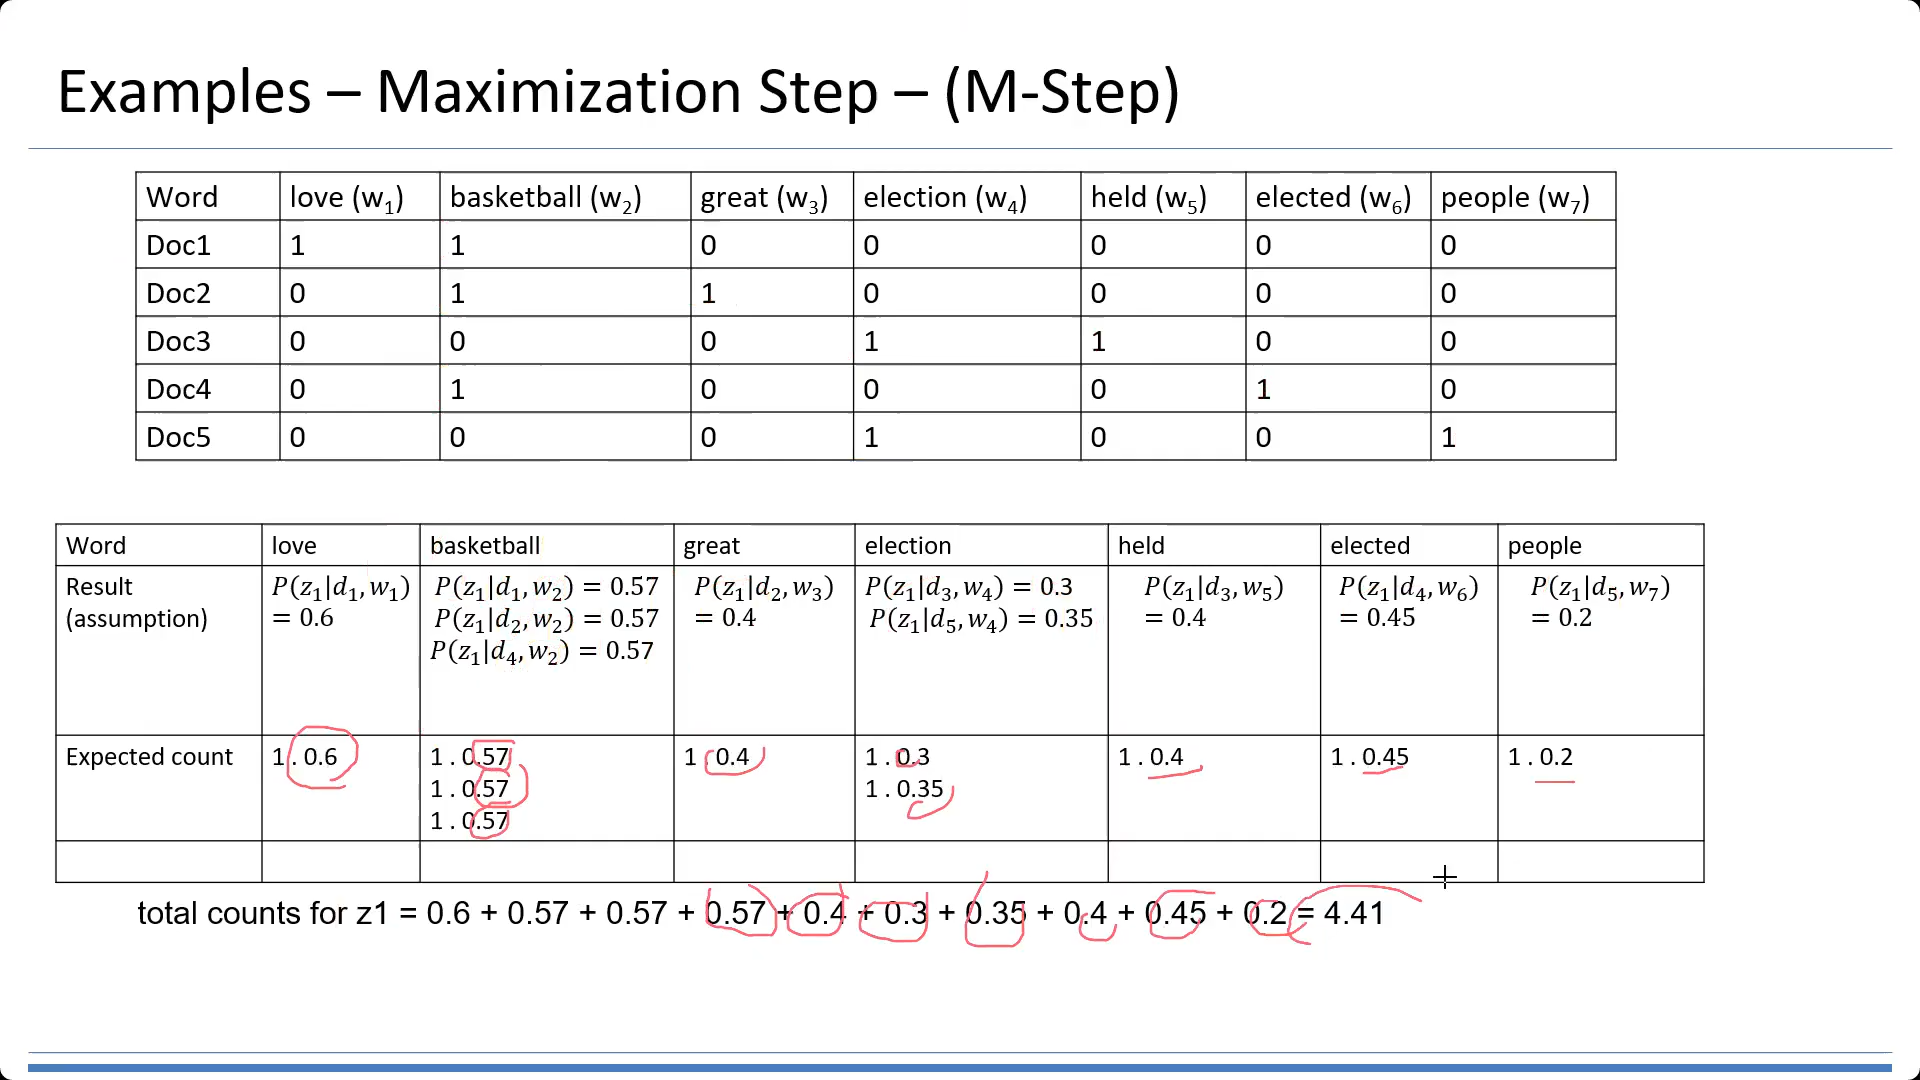 Examples – Maximization Step – (M-Step)
Word love (w₁) basketball (w₂) great (w₃) election (w₄) held (w₅) elected (w₆) people (w₇)
Doc1 1 1 0 0 0 0 0
Doc2 0 1 1 0 0 0 0
Doc3 0 0 0 1 1 0 0
Doc4 0 1 0 0 0 1 0
Doc5 0 0 0 1 0 0 1
Word love basketball great election held elected people
Result P(z₁|d₁, w₁) P(z₁|d₁, w₂) = 0.57 P(z₁|d₂, w₃) P(z₁|d₃, w₄) = 0.3 P(z₁|d₃, w₅) P(z₁|d₄, w₆) P(z₁|d₅, w₇)
(assumption) = 0.6 P(z₁|d₂, w₂) = 0.57 = 0.4 P(z₁|d₅, w₄) = 0.35 = 0.4 = 0.45 = 0.2
P(z₁|d₄, w₂) = 0.57
Expected count 1 . 0.6 1 . 0.57 1 . 0.4 1 . 0.3 1 . 0.4 1 . 0.45 1 . 0.2
1 . 0.57 1 . 0.35
1 . 0.57
total counts for z1 = 0.6 + 0.57 + 0.57 + 0.57 + 0.4 + 0.3 + 0.35 + 0.4 + 0.45 + 0.2 = 4.41